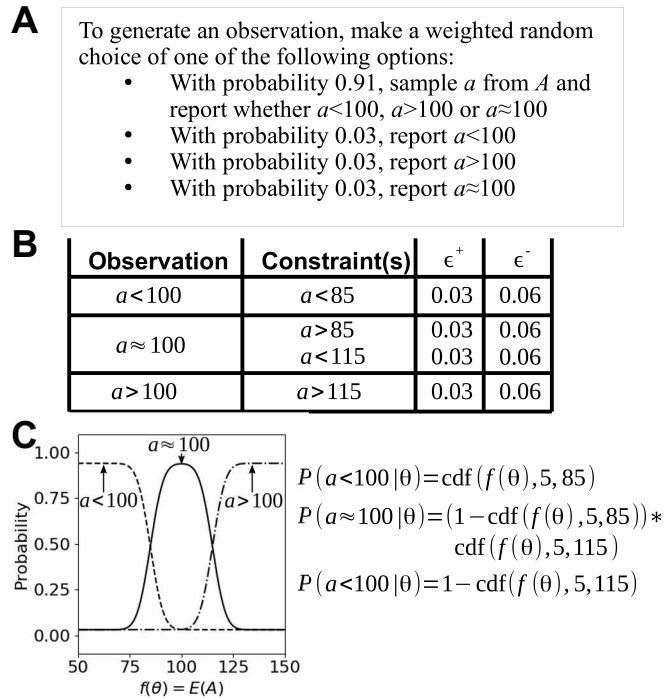 A
To generate an observation, make a weighted random
choice of one of the following options:
• With probability 0.91, sample a from A and
report whether a<100, a>100 or a≈100
• With probability 0.03, report a<100
• With probability 0.03, report a>100
• With probability 0.03, report a≈100
B
Observation Constraint(s) ϵ⁺ ϵ⁻
a<100 a<85 0.03 0.06
a≈100 a>85 0.03 0.06
a<115 0.03 0.06
a>100 a>115 0.03 0.06
C
a≈100
a<100 a>100
1.00
0.75
0.50
0.25
0.00
Probability
50 75 100 125 150
f(θ) = E(A)
P(a<100|θ)=cdf(f(θ),5,85)
P(a≈100|θ)=(1−cdf(f(θ),5,85))∗
cdf(f(θ),5,115)
P(a<100|θ)=1−cdf(f(θ),5,115)